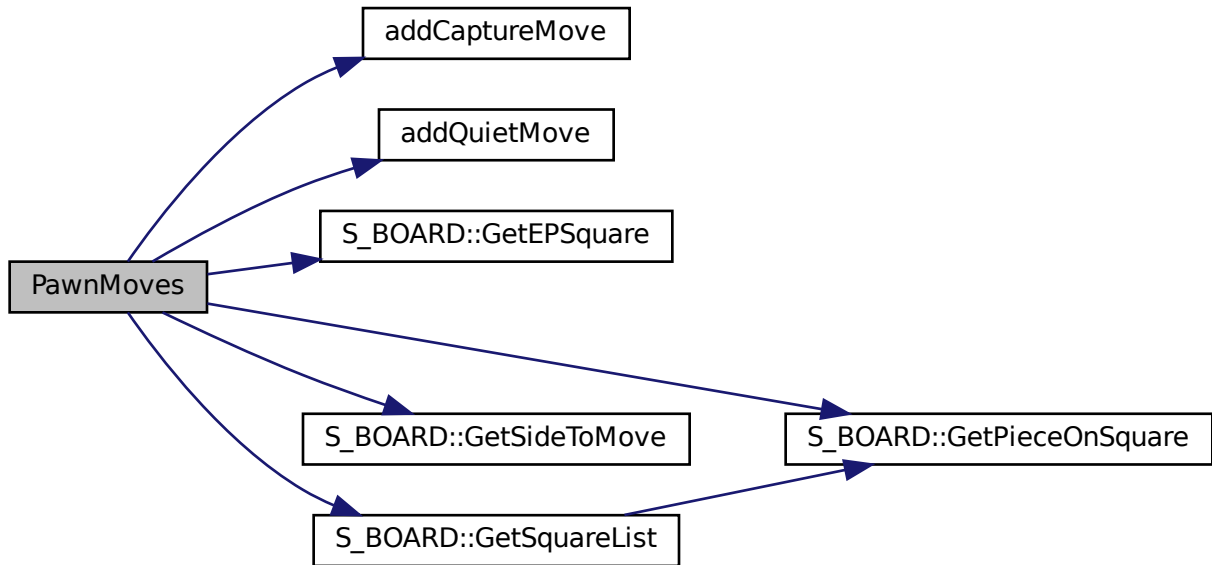 addCaptureMove
addQuietMove
S_BOARD::GetEPSquare
PawnMoves
S_BOARD::GetSideToMove
S_BOARD::GetPieceOnSquare
S_BOARD::GetSquareList